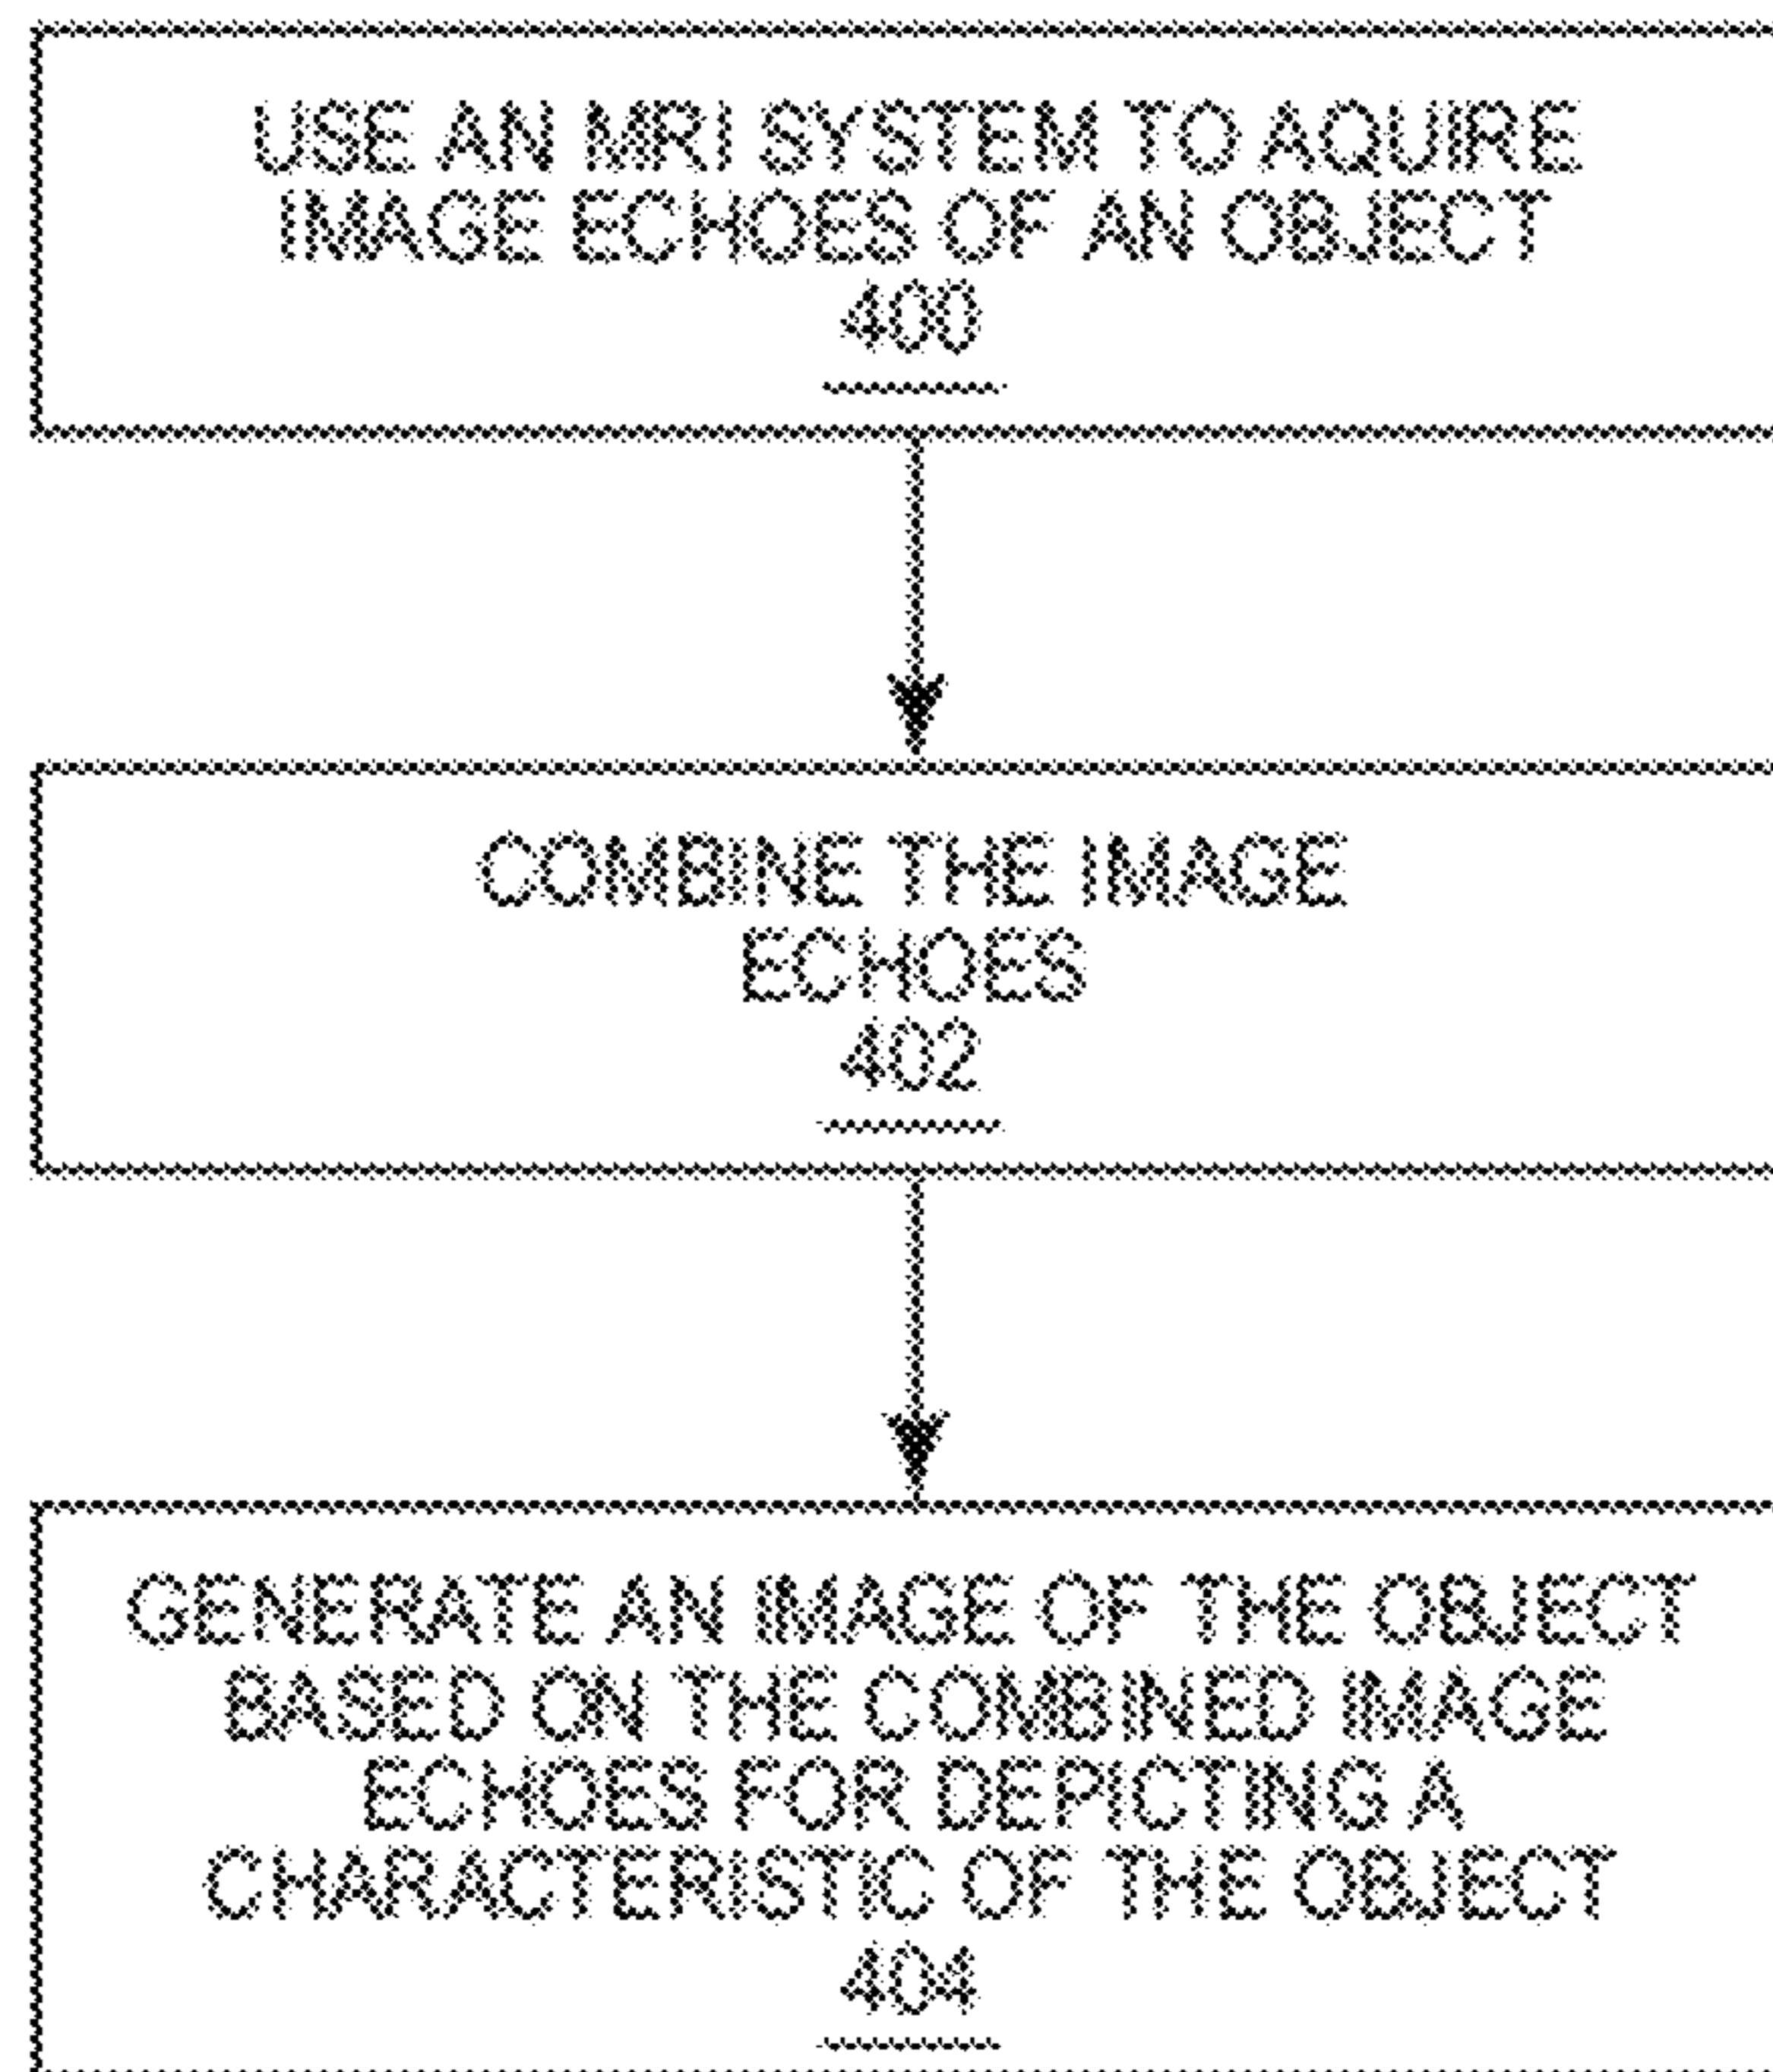 USE AN MRI SYSTEM TO AQUIRE
IMAGE ECHOES OF AN OBJECT
400
COMBINE THE IMAGE
ECHOES
402
GENERATE AN IMAGE OF THE OBJECT
BASED ON THE COMBINED IMAGE
ECHOES FOR DEPICTING A
CHARACTERISTIC OF THE OBJECT
404